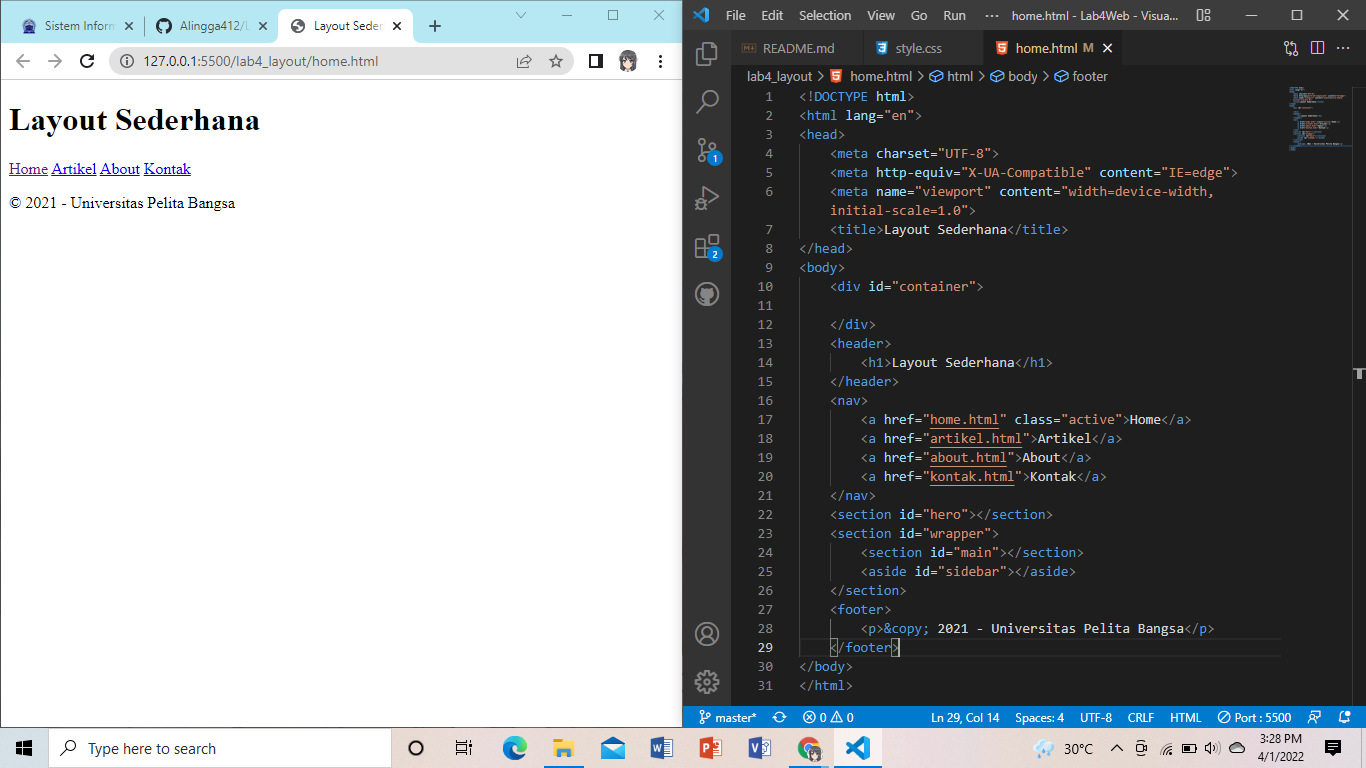 Sistem Inforn
Alingga412/L
Layout Seder
127.0.0.1:5500/lab4_layout/home.html
Layout Sederhana
Home Artikel About Kontak
© 2021 - Universitas Pelita Bangsa
File Edit Selection View Go Run ··· home.html - Lab4Web - Visua...
README.md
style.css
home.html M
lab4_layout > home.html > html > body > footer
1 <!DOCTYPE html>
2 <html lang="en">
3 <head>
4 <meta charset="UTF-8">
5 <meta http-equiv="X-UA-Compatible" content="IE=edge">
6 <meta name="viewport" content="width=device-width,
initial-scale=1.0">
7 <title>Layout Sederhana</title>
8 </head>
9 <body>
10 <div id="container">
11
12 </div>
13 <header>
14 <h1>Layout Sederhana</h1>
15 </header>
16 <nav>
17 <a href="home.html" class="active">Home</a>
18 <a href="artikel.html">Artikel</a>
19 <a href="about.html">About</a>
20 <a href="kontak.html">Kontak</a>
21 </nav>
22 <section id="hero"></section>
23 <section id="wrapper">
24 <section id="main"></section>
25 <aside id="sidebar"></aside>
26 </section>
27 <footer>
28 <p>&copy; 2021 - Universitas Pelita Bangsa</p>
29 </footer>
30 </body>
31 </html>
1
2
master* 0 0 Ln 29, Col 14 Spaces: 4 UTF-8 CRLF HTML Port : 5500
Type here to search
30°C
3:28 PM
4/1/2022